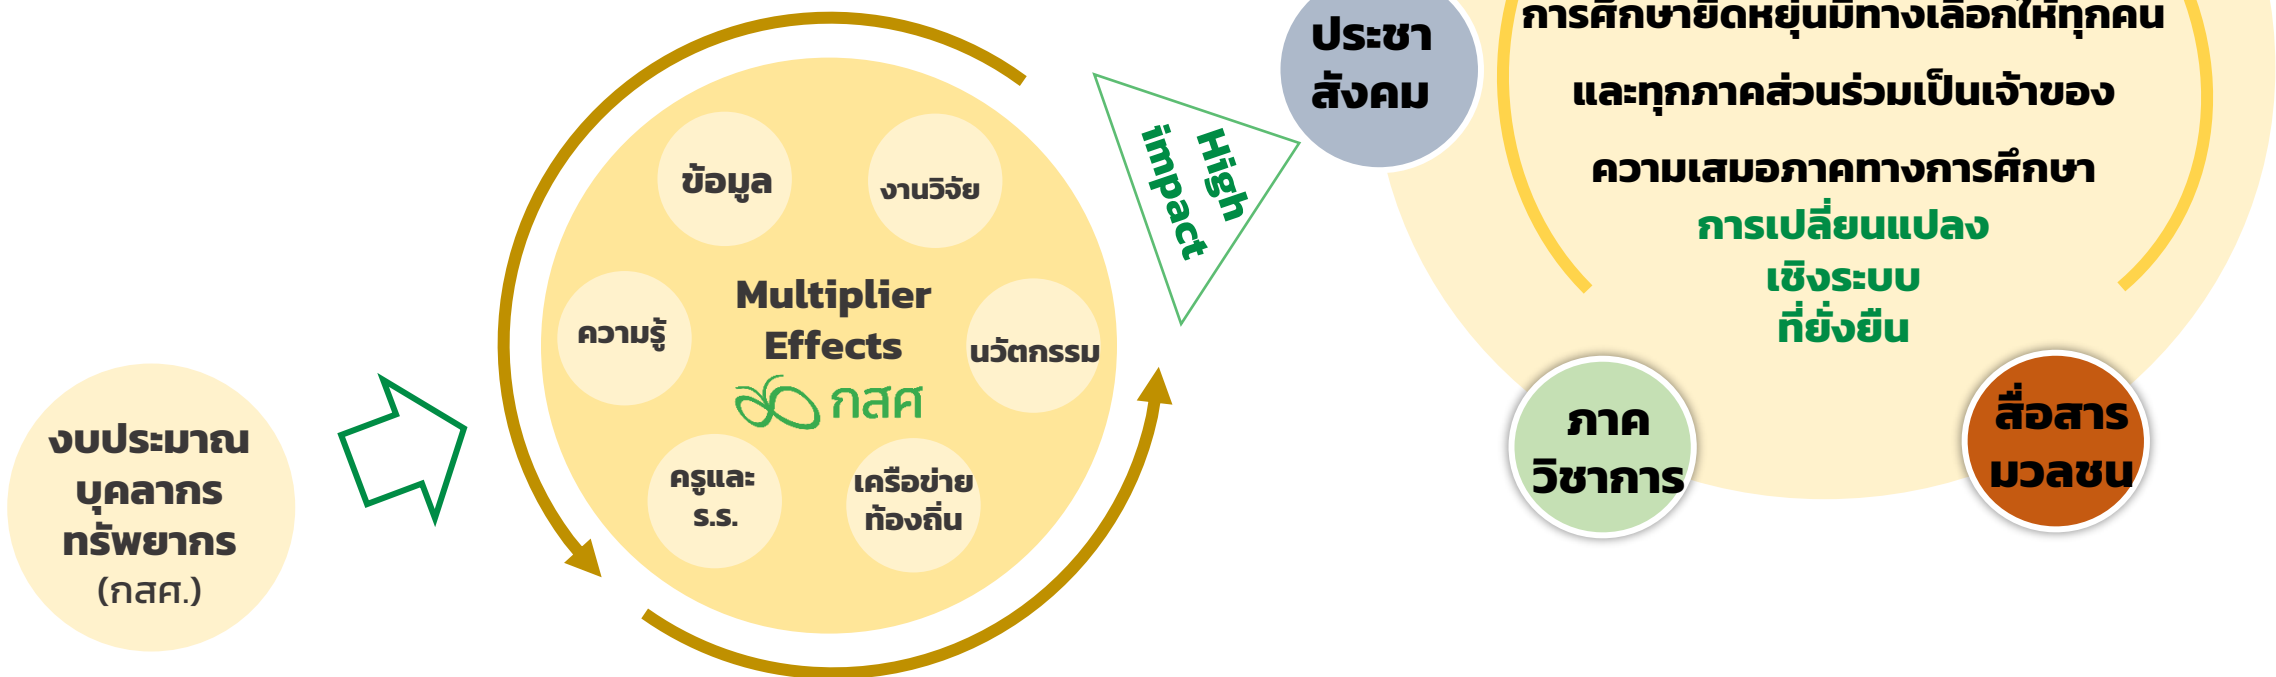 งบประมาณ
บุคลากร
ทรัพยากร
(กสศ.)
ข้อมูล
งานวิจัย
ความรู้
Multiplier
Effects
กสศ
นวัตกรรม
ครูและ
ร.ร.
เครือข่าย
ท้องถิ่น
High
impact
ประชา
สังคม
การศึกษายืดหยุ่นมีทางเลือกให้ทุกคน
และทุกภาคส่วนร่วมเป็นเจ้าของ
ความเสมอภาคทางการศึกษา
การเปลี่ยนแปลง
เชิงระบบ
ที่ยั่งยืน
ภาค
วิชาการ
สื่อสาร
มวลชน